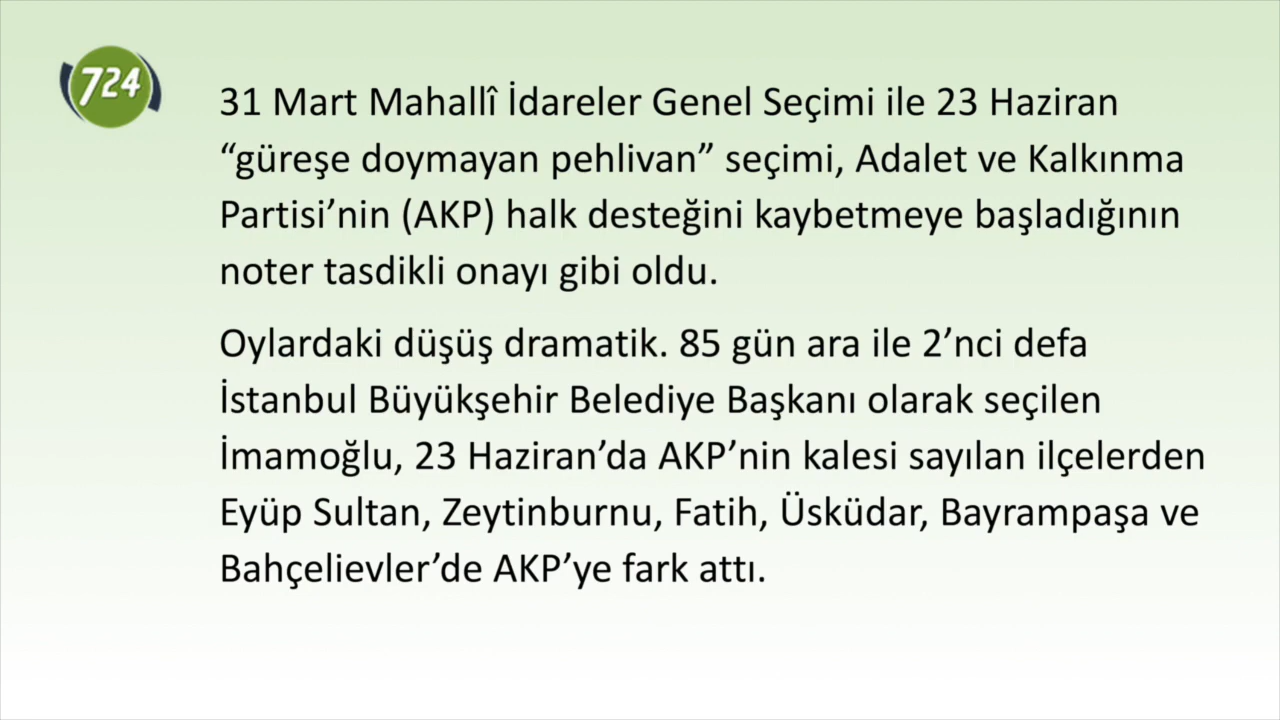 724
31 Mart Mahallî İdareler Genel Seçimi ile 23 Haziran
“güreşe doymayan pehlivan” seçimi, Adalet ve Kalkınma
Partisi’nin (AKP) halk desteğini kaybetmeye başladığının
noter tasdikli onayı gibi oldu.
Oylardaki düşüş dramatik. 85 gün ara ile 2’nci defa
İstanbul Büyükşehir Belediye Başkanı olarak seçilen
İmamoğlu, 23 Haziran’da AKP’nin kalesi sayılan ilçelerden
Eyüp Sultan, Zeytinburnu, Fatih, Üsküdar, Bayrampaşa ve
Bahçelievler’de AKP’ye fark attı.